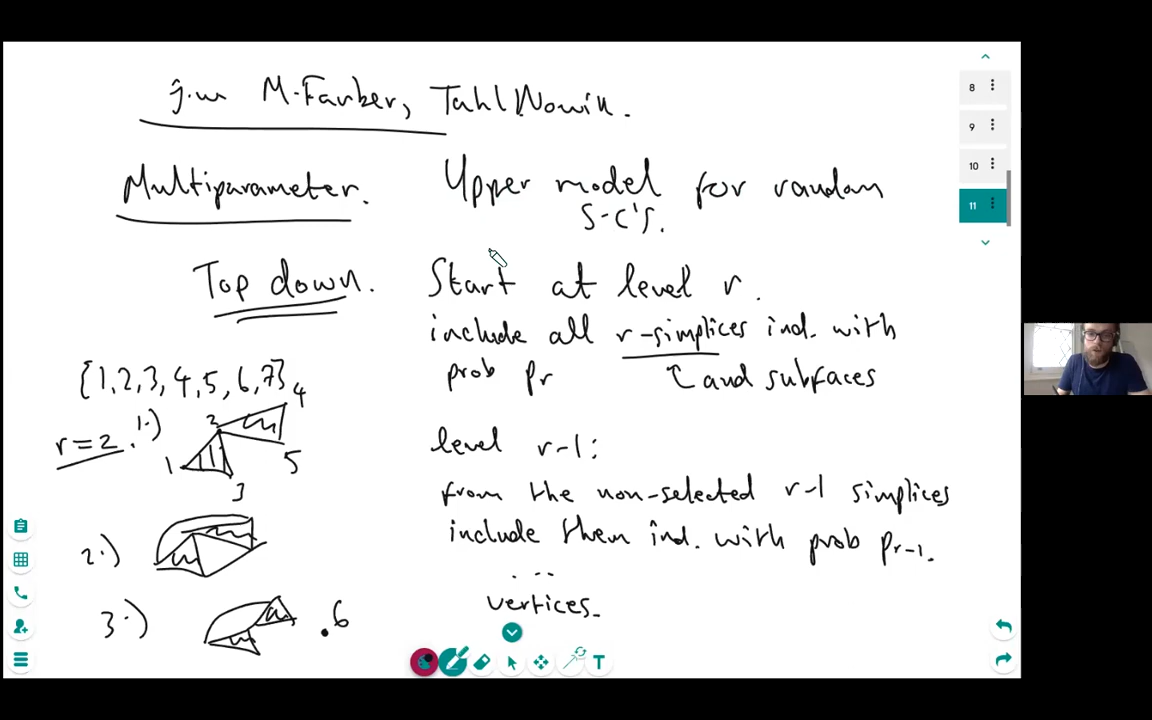 j.w M.Farber, Tahl Nowik.
Multiparameter. Upper model for random
S-C's.
Top down. Start at level r.
include all r-simplices ind. with
prob pr and subfaces
{1,2,3,4,5,6,7}
r=2. 1.) 1 2 3 4 5
level r-1:
from the non-selected r-1 simplices
include them ind. with prob pr-1.
...
vertices.
2.)
3.) .6
8
9
10
11
T